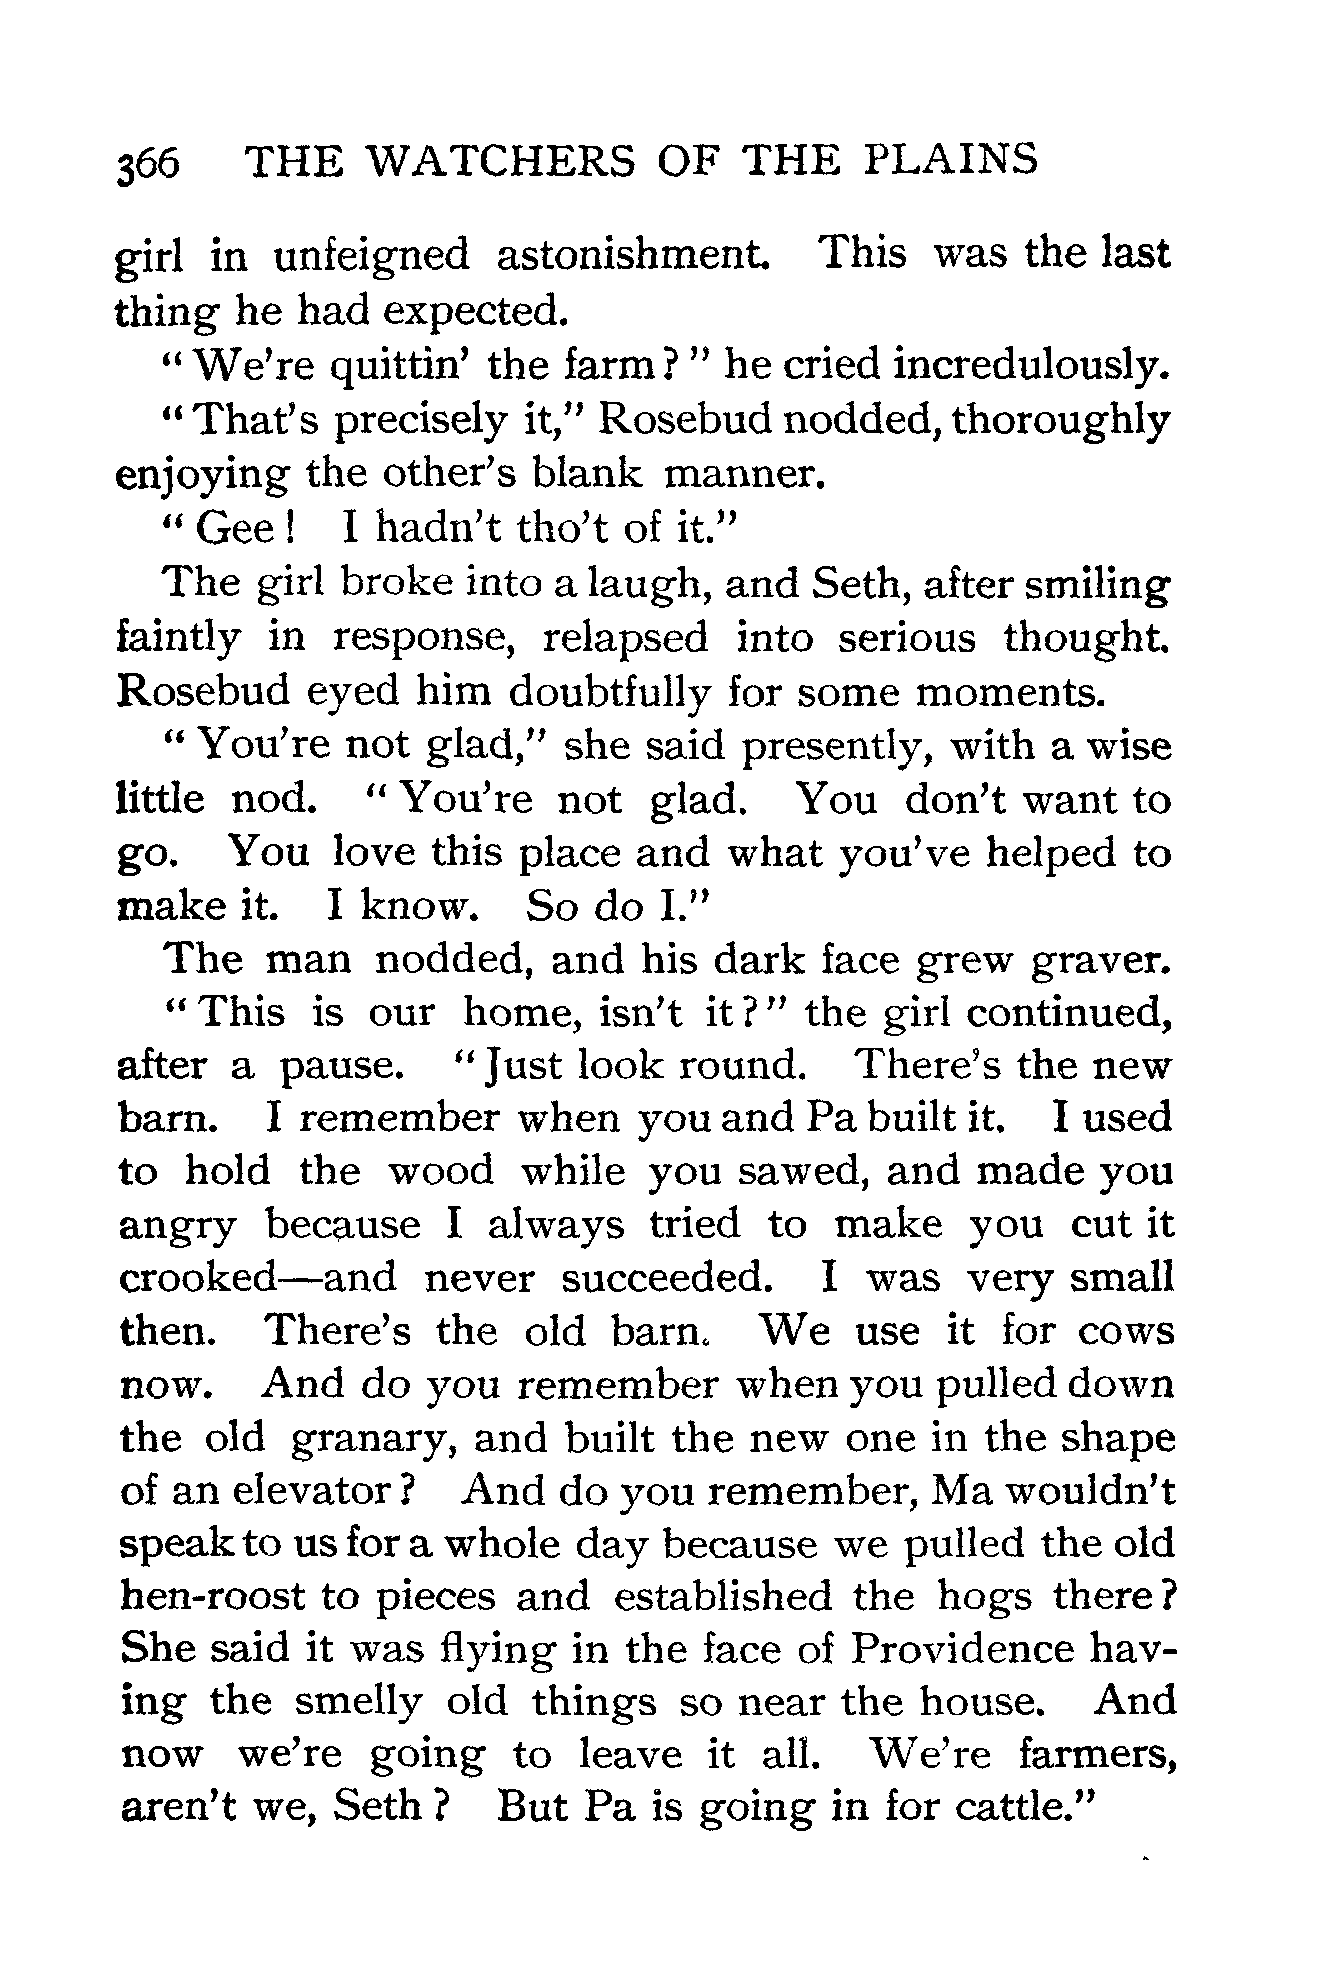 366 THE WATCHERS OF THE PLAINS
girl in unfeigned astonishment. This was the last
thing he had expected.
“We’re quittin’ the farm?” he cried incredulously.
“That’s precisely it,” Rosebud nodded, thoroughly
enjoying the other’s blank manner.
“Gee! I hadn’t tho’t of it.”
The girl broke into a laugh, and Seth, after smiling
faintly in response, relapsed into serious thought.
Rosebud eyed him doubtfully for some moments.
“You’re not glad,” she said presently, with a wise
little nod. “You’re not glad. You don’t want to
go. You love this place and what you’ve helped to
make it. I know. So do I.”
The man nodded, and his dark face grew graver.
“This is our home, isn’t it?” the girl continued,
after a pause. “Just look round. There’s the new
barn. I remember when you and Pa built it. I used
to hold the wood while you sawed, and made you
angry because I always tried to make you cut it
crooked—and never succeeded. I was very small
then. There’s the old barn. We use it for cows
now. And do you remember when you pulled down
the old granary, and built the new one in the shape
of an elevator? And do you remember, Ma wouldn’t
speak to us for a whole day because we pulled the old
hen-roost to pieces and established the hogs there?
She said it was flying in the face of Providence hav-
ing the smelly old things so near the house. And
now we’re going to leave it all. We’re farmers,
aren’t we, Seth? But Pa is going in for cattle.”